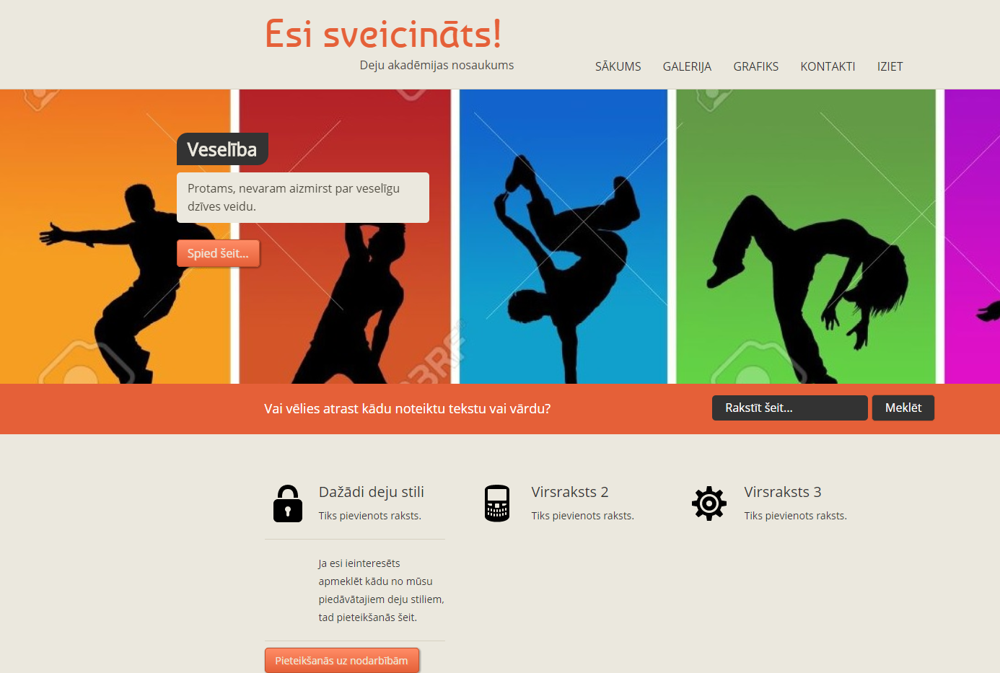 Esi sveicināts!
Deju akadēmijas nosaukums
SĀKUMS GALERIJA GRAFIKS KONTAKTI IZIET
Veselība
Protams, nevaram aizmirst par veselīgu
dzīves veidu.
Spied šeit...
Vai vēlies atrast kādu noteiktu tekstu vai vārdu?
Rakstīt šeit...
Meklēt
Dažādi deju stili
Tiks pievienots raksts.
Virsraksts 2
Tiks pievienots raksts.
Virsraksts 3
Tiks pievienots raksts.
Ja esi ieinteresēts
apmeklēt kādu no mūsu
piedāvātajiem deju stiliem,
tad pieteikšanās šeit.
Pieteikšanās uz nodarbībām